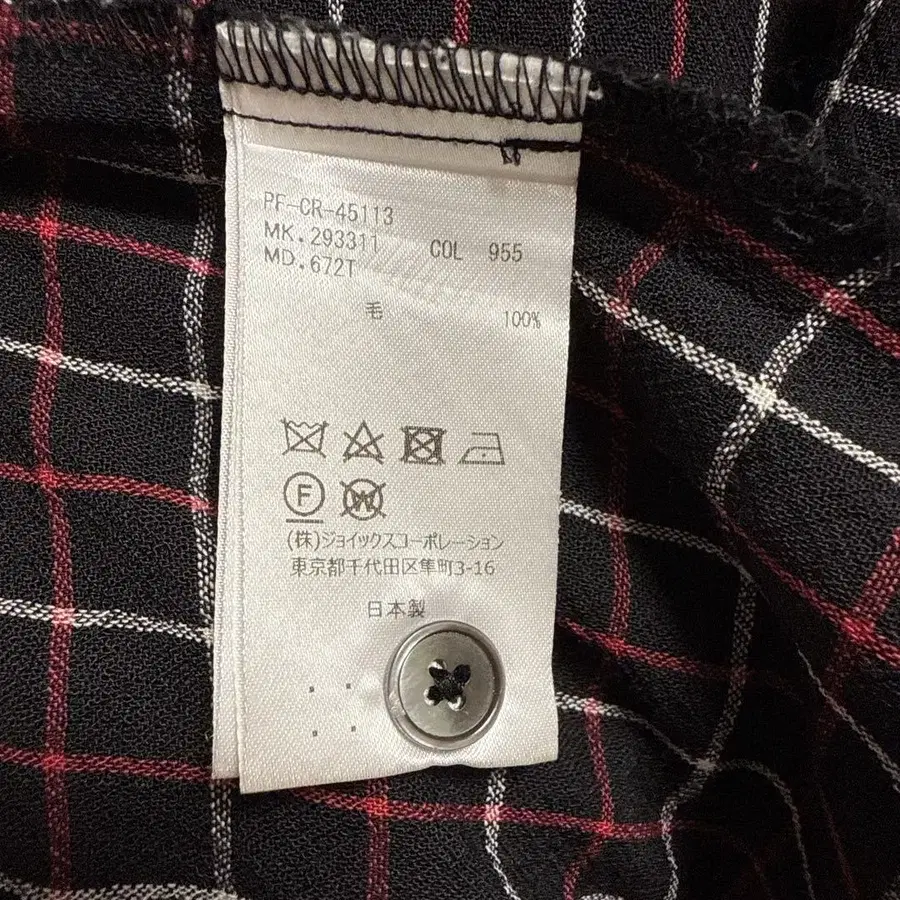 PF-CR-45113
MK.293311 COL 955
MD.672T
毛 100%
F W
(株)ジョイックスコーポレーション
東京都千代田区隼町3-16
日本製